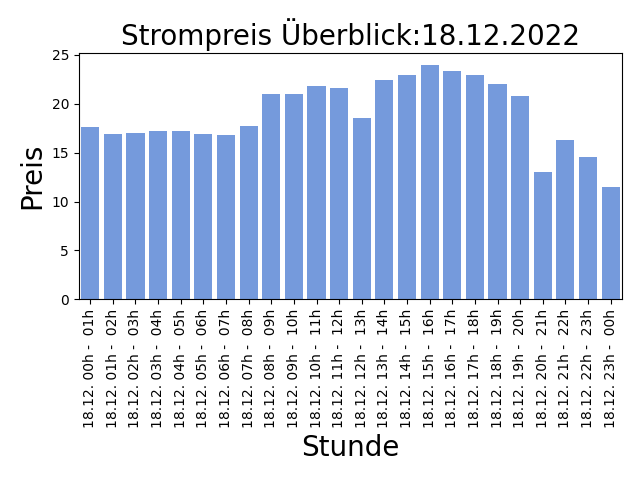 Strompreis Überblick:18.12.2022
Preis
25
20
15
10
5
0
18.12. 00h - 01h
18.12. 01h - 02h
18.12. 02h - 03h
18.12. 03h - 04h
18.12. 04h - 05h
18.12. 05h - 06h
18.12. 06h - 07h
18.12. 07h - 08h
18.12. 08h - 09h
18.12. 09h - 10h
18.12. 10h - 11h
18.12. 11h - 12h
18.12. 12h - 13h
18.12. 13h - 14h
18.12. 14h - 15h
18.12. 15h - 16h
18.12. 16h - 17h
18.12. 17h - 18h
18.12. 18h - 19h
18.12. 19h - 20h
18.12. 20h - 21h
18.12. 21h - 22h
18.12. 22h - 23h
18.12. 23h - 00h
Stunde